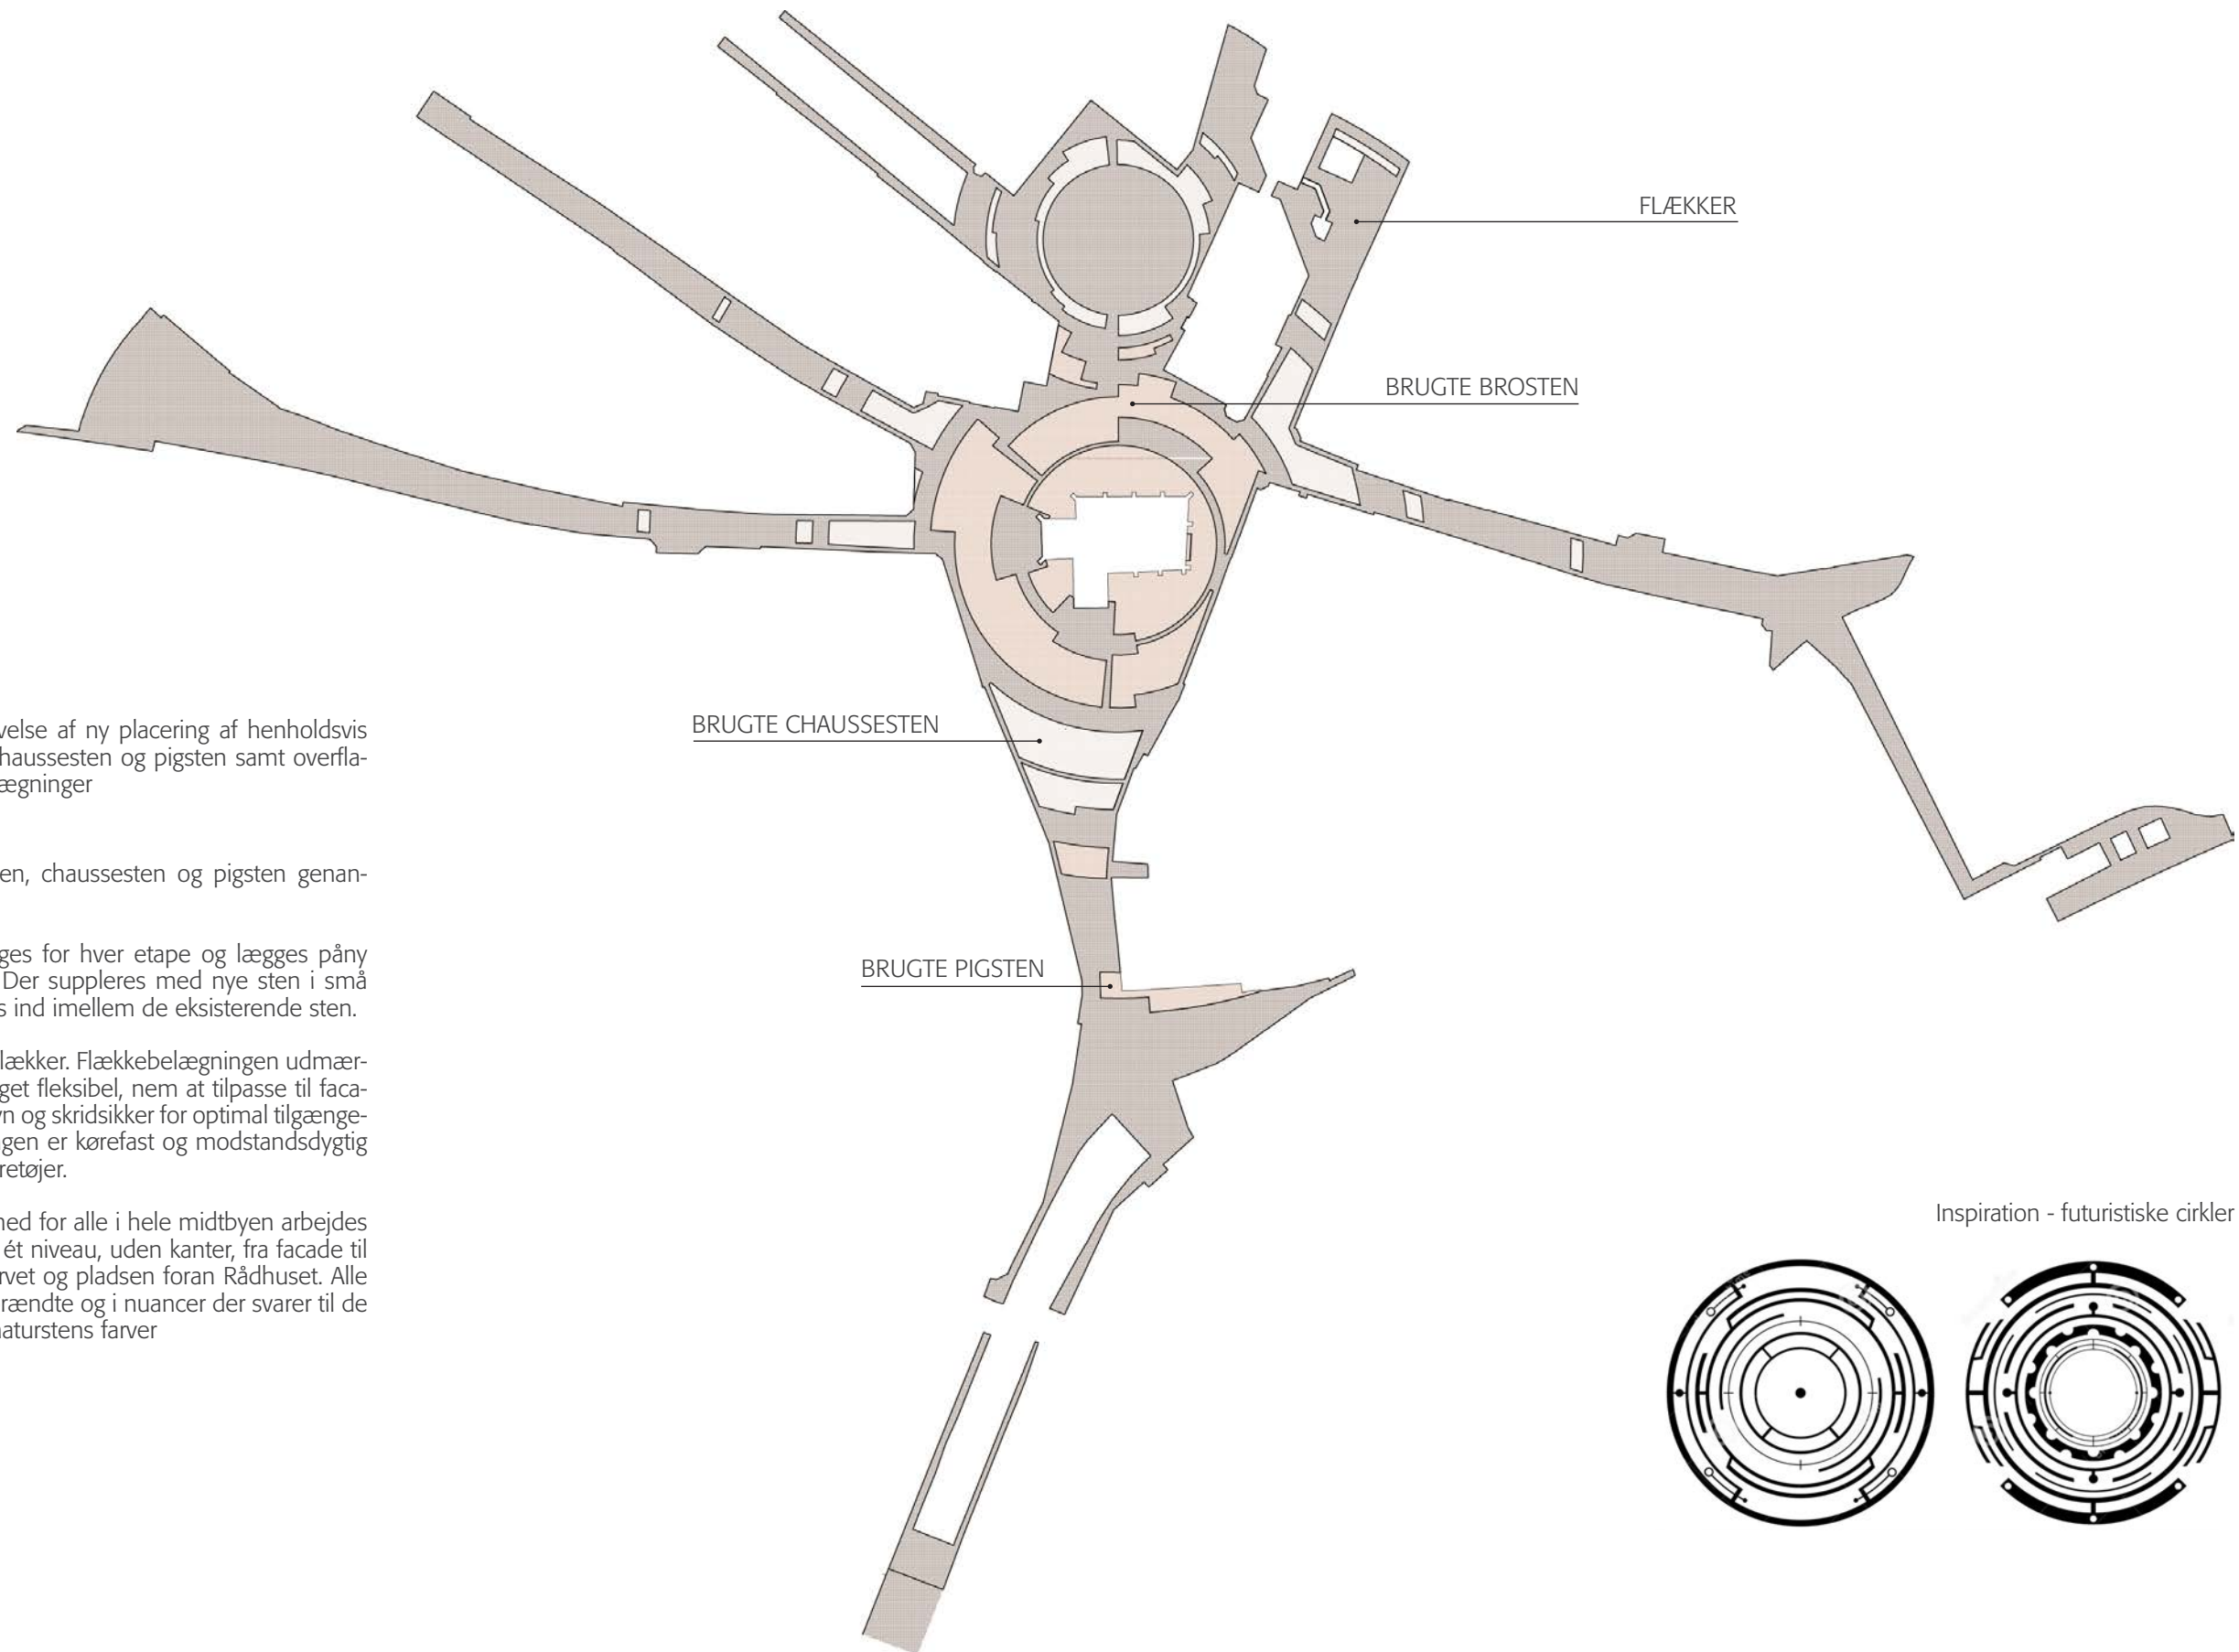 FLÆKKER
BRUGTE BROSTEN
BRUGTE CHAUSSESTEN
BRUGTE PIGSTEN
velse af ny placering af henholdsvis
haussesten og pigsten samt overfla-
ægninger
en, chaussesten og pigsten genan-
ges for hver etape og lægges påny
Der suppleres med nye sten i små
s ind imellem de eksisterende sten.
lækker. Flækkebelægningen udmær-
get fleksibel, nem at tilpasse til faca-
yn og skridsikker for optimal tilgænge-
ngen er kørefast og modstandsdygtig
retøjer.
ned for alle i hele midtbyen arbejdes
ét niveau, uden kanter, fra facade til
rvet og pladsen foran Rådhuset. Alle
rændte og i nuancer der svarer til de
naturstens farver
Inspiration - futuristiske cirkler